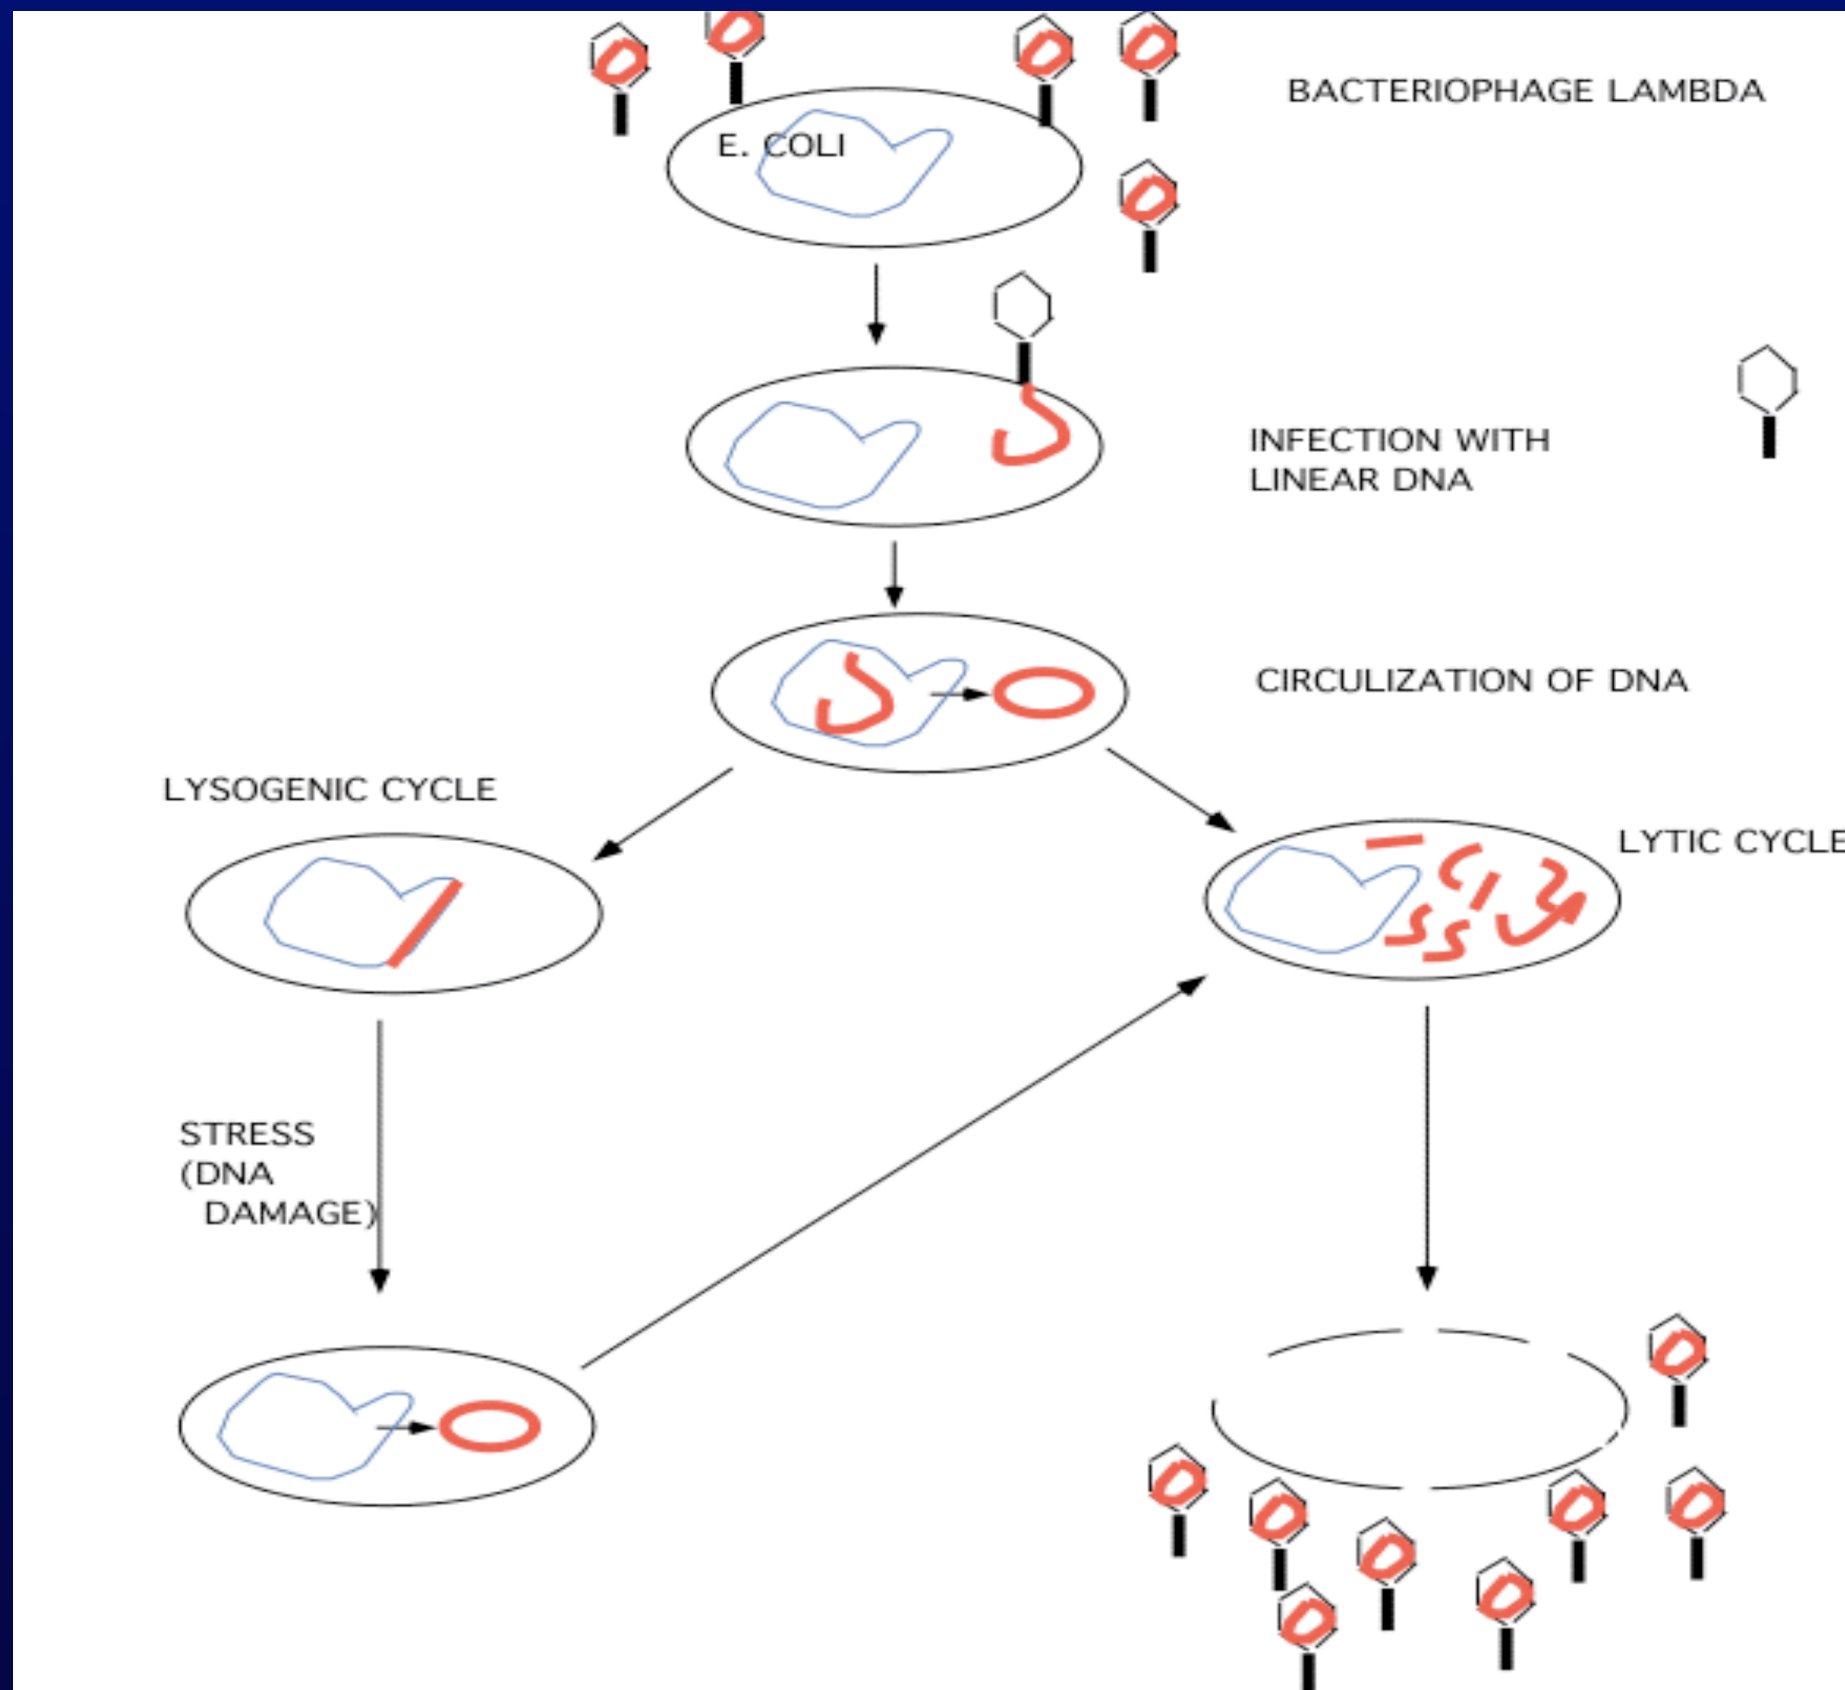 BACTERIOPHAGE LAMBDA
E. COLI
INFECTION WITH
LINEAR DNA
CIRCULIZATION OF DNA
LYSOGENIC CYCLE
LYTIC CYCLE
STRESS
(DNA
DAMAGE)